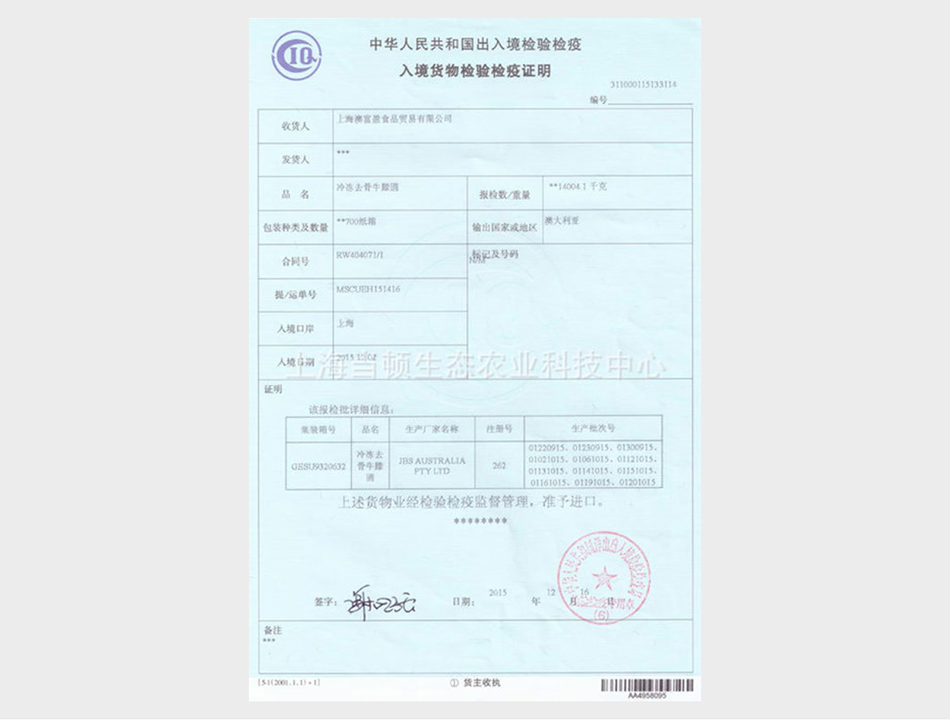 CIQ
中华人民共和国出入境检验检疫
入境货物检验检疫证明
311000115133114
编号
收货人 上海澳富滋食品贸易有限公司
发货人 ***
品 名 冷冻去骨牛腱 报检数/重量 **14004.1 千克
包装种类及数量 **700纸箱 输出国家或地区 澳大利亚
合同号 RW404071/1 标记及号码
N/M
提/运单号 MSCUEH151416
入境口岸 上海
入境日期 2015
上海当顿生态农业科技中心
证明
该报检批详细信息:
集装箱号 品名 生产厂家名称 注册号 生产批次号
GESU9320632 冷冻去骨牛腱 JBS AUSTRALIA PTY LTD 262 01220915、01230915、01300915、
01021015、01061015、01121015、
01131015、01141015、01151015、
01161015、01191015、01201015
上述货物业经检验检疫监督管理，准予进口。
********
签字: 日期: 2015 年 12 月 16 日
(6)
备注
***
[5-1(2001.1.1)*1] ① 货主收执
AA4958095